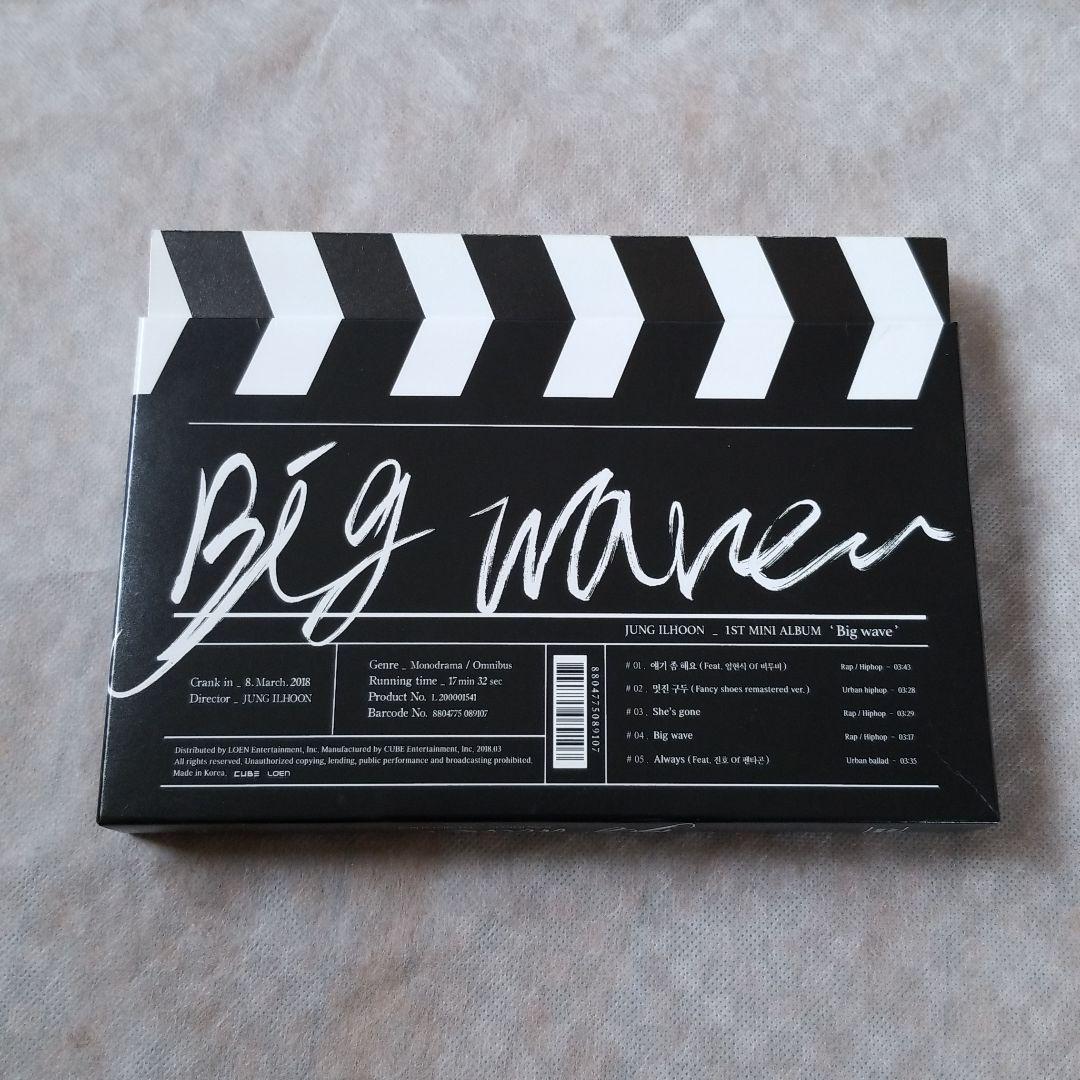 Big wave
JUNG ILHOON _ 1ST MINI ALBUM ‘Big wave’
Crank in _ 8. March. 2018
Director _ JUNG ILHOON
Genre _ Monodrama / Omnibus
Running time _ 17 min 32 sec
Product No. L200001541
Barcode No. 8804775 089107
8804775089107
# 01. 얘기 좀 해요 (Feat. 임현식 Of 비투비) Rap / Hiphop - 03:43
# 02. 멋진 구두 (Fancy shoes remastered ver.) Urban hiphop - 03:28
# 03. She's gone Rap / Hiphop - 03:29
# 04. Big wave Rap / Hiphop - 03:17
# 05. Always (Feat. 진호 Of 펜타곤) Urban ballad - 03:35
Distributed by LOEN Entertainment, Inc. Manufactured by CUBE Entertainment, Inc. 2018.03
All rights reserved. Unauthorized copying, lending, public performance and broadcasting prohibited.
Made in Korea. CUBE LOEN